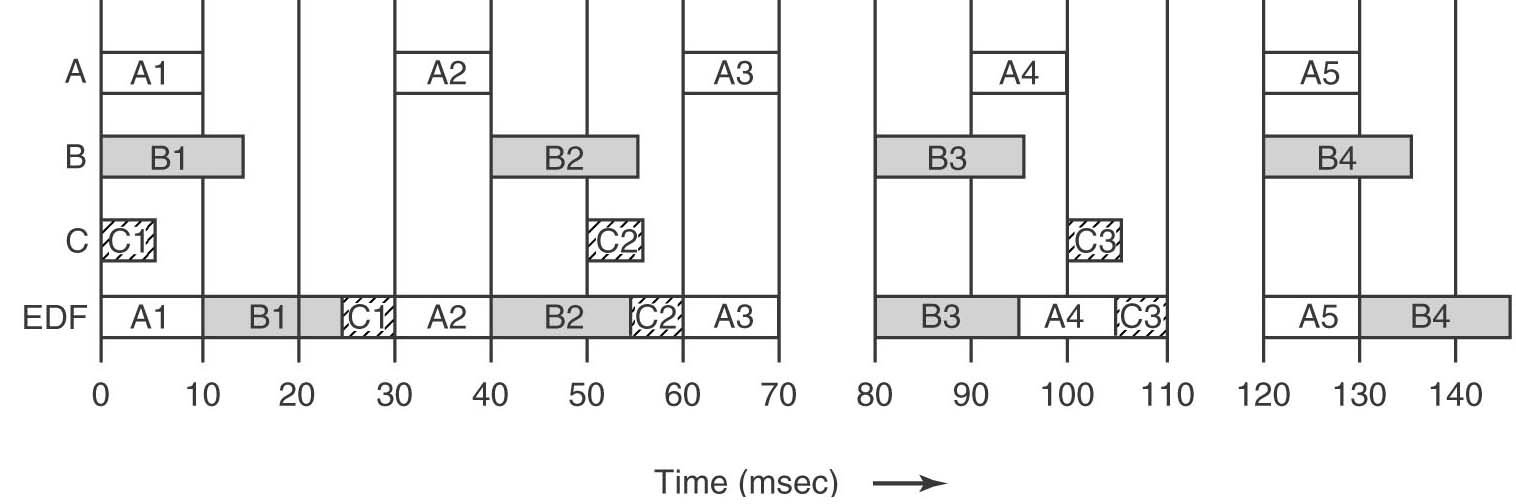 A A1 A2 A3 A4 A5
B B1 B2 B3 B4
C C1 C2 C3
EDF A1 B1 C1 A2 B2 C2 A3 B3 A4 C3 A5 B4
0 10 20 30 40 50 60 70 80 90 100 110 120 130 140
Time (msec)